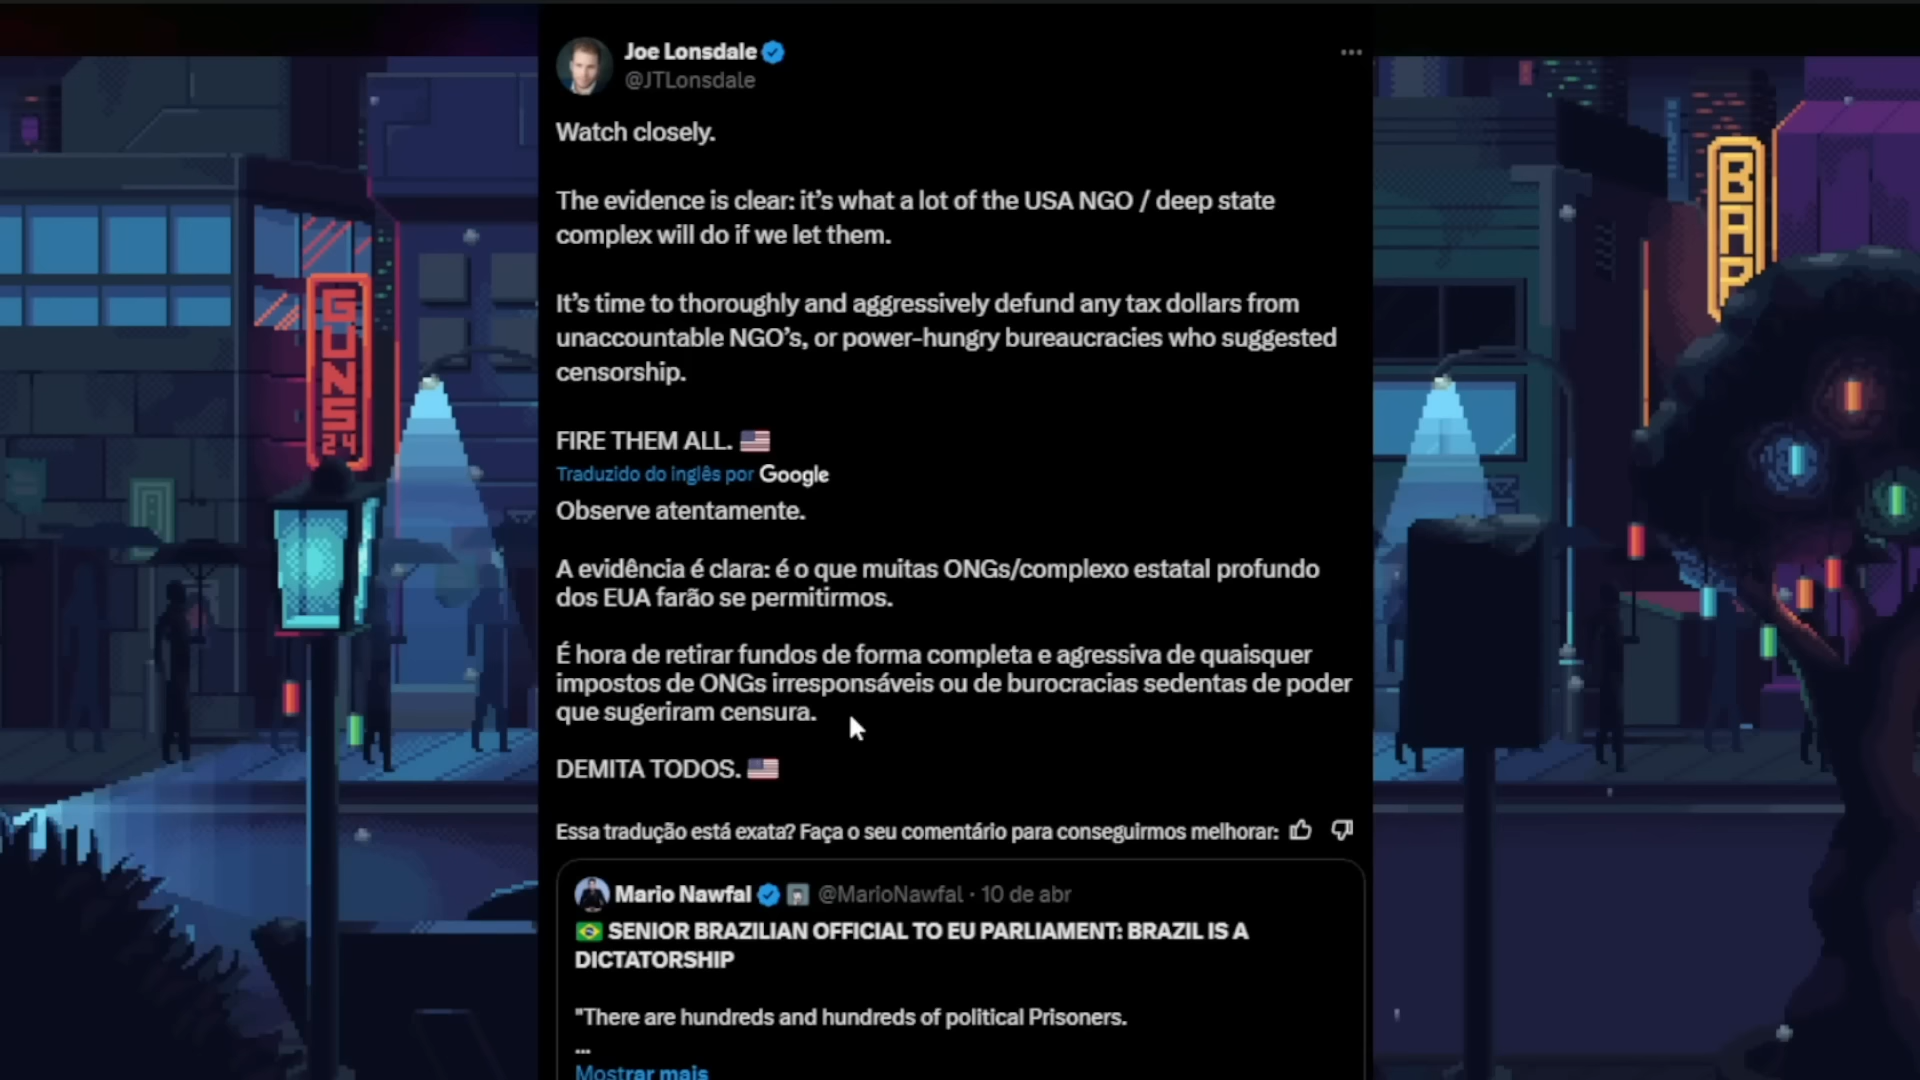 Joe Lonsdale
@JTLonsdale
Watch closely.
The evidence is clear: it's what a lot of the USA NGO / deep state
complex will do if we let them.
It's time to thoroughly and aggressively defund any tax dollars from
unaccountable NGO's, or power-hungry bureaucracies who suggested
censorship.
FIRE THEM ALL. 🇺🇸
Traduzido do inglês por Google
Observe atentamente.
A evidência é clara: é o que muitas ONGs/complexo estatal profundo
dos EUA farão se permitirmos.
É hora de retirar fundos de forma completa e agressiva de quaisquer
impostos de ONGs irresponsáveis ou de burocracias sedentas de poder
que sugeriram censura.
DEMITA TODOS. 🇺🇸
Essa tradução está exata? Faça o seu comentário para conseguirmos melhorar:
Mario Nawfal @MarioNawfal · 10 de abr
🇧🇷 SENIOR BRAZILIAN OFFICIAL TO EU PARLIAMENT: BRAZIL IS A
DICTATORSHIP
"There are hundreds and hundreds of political Prisoners.
...
Mostrar mais
GUNS
24
BAR